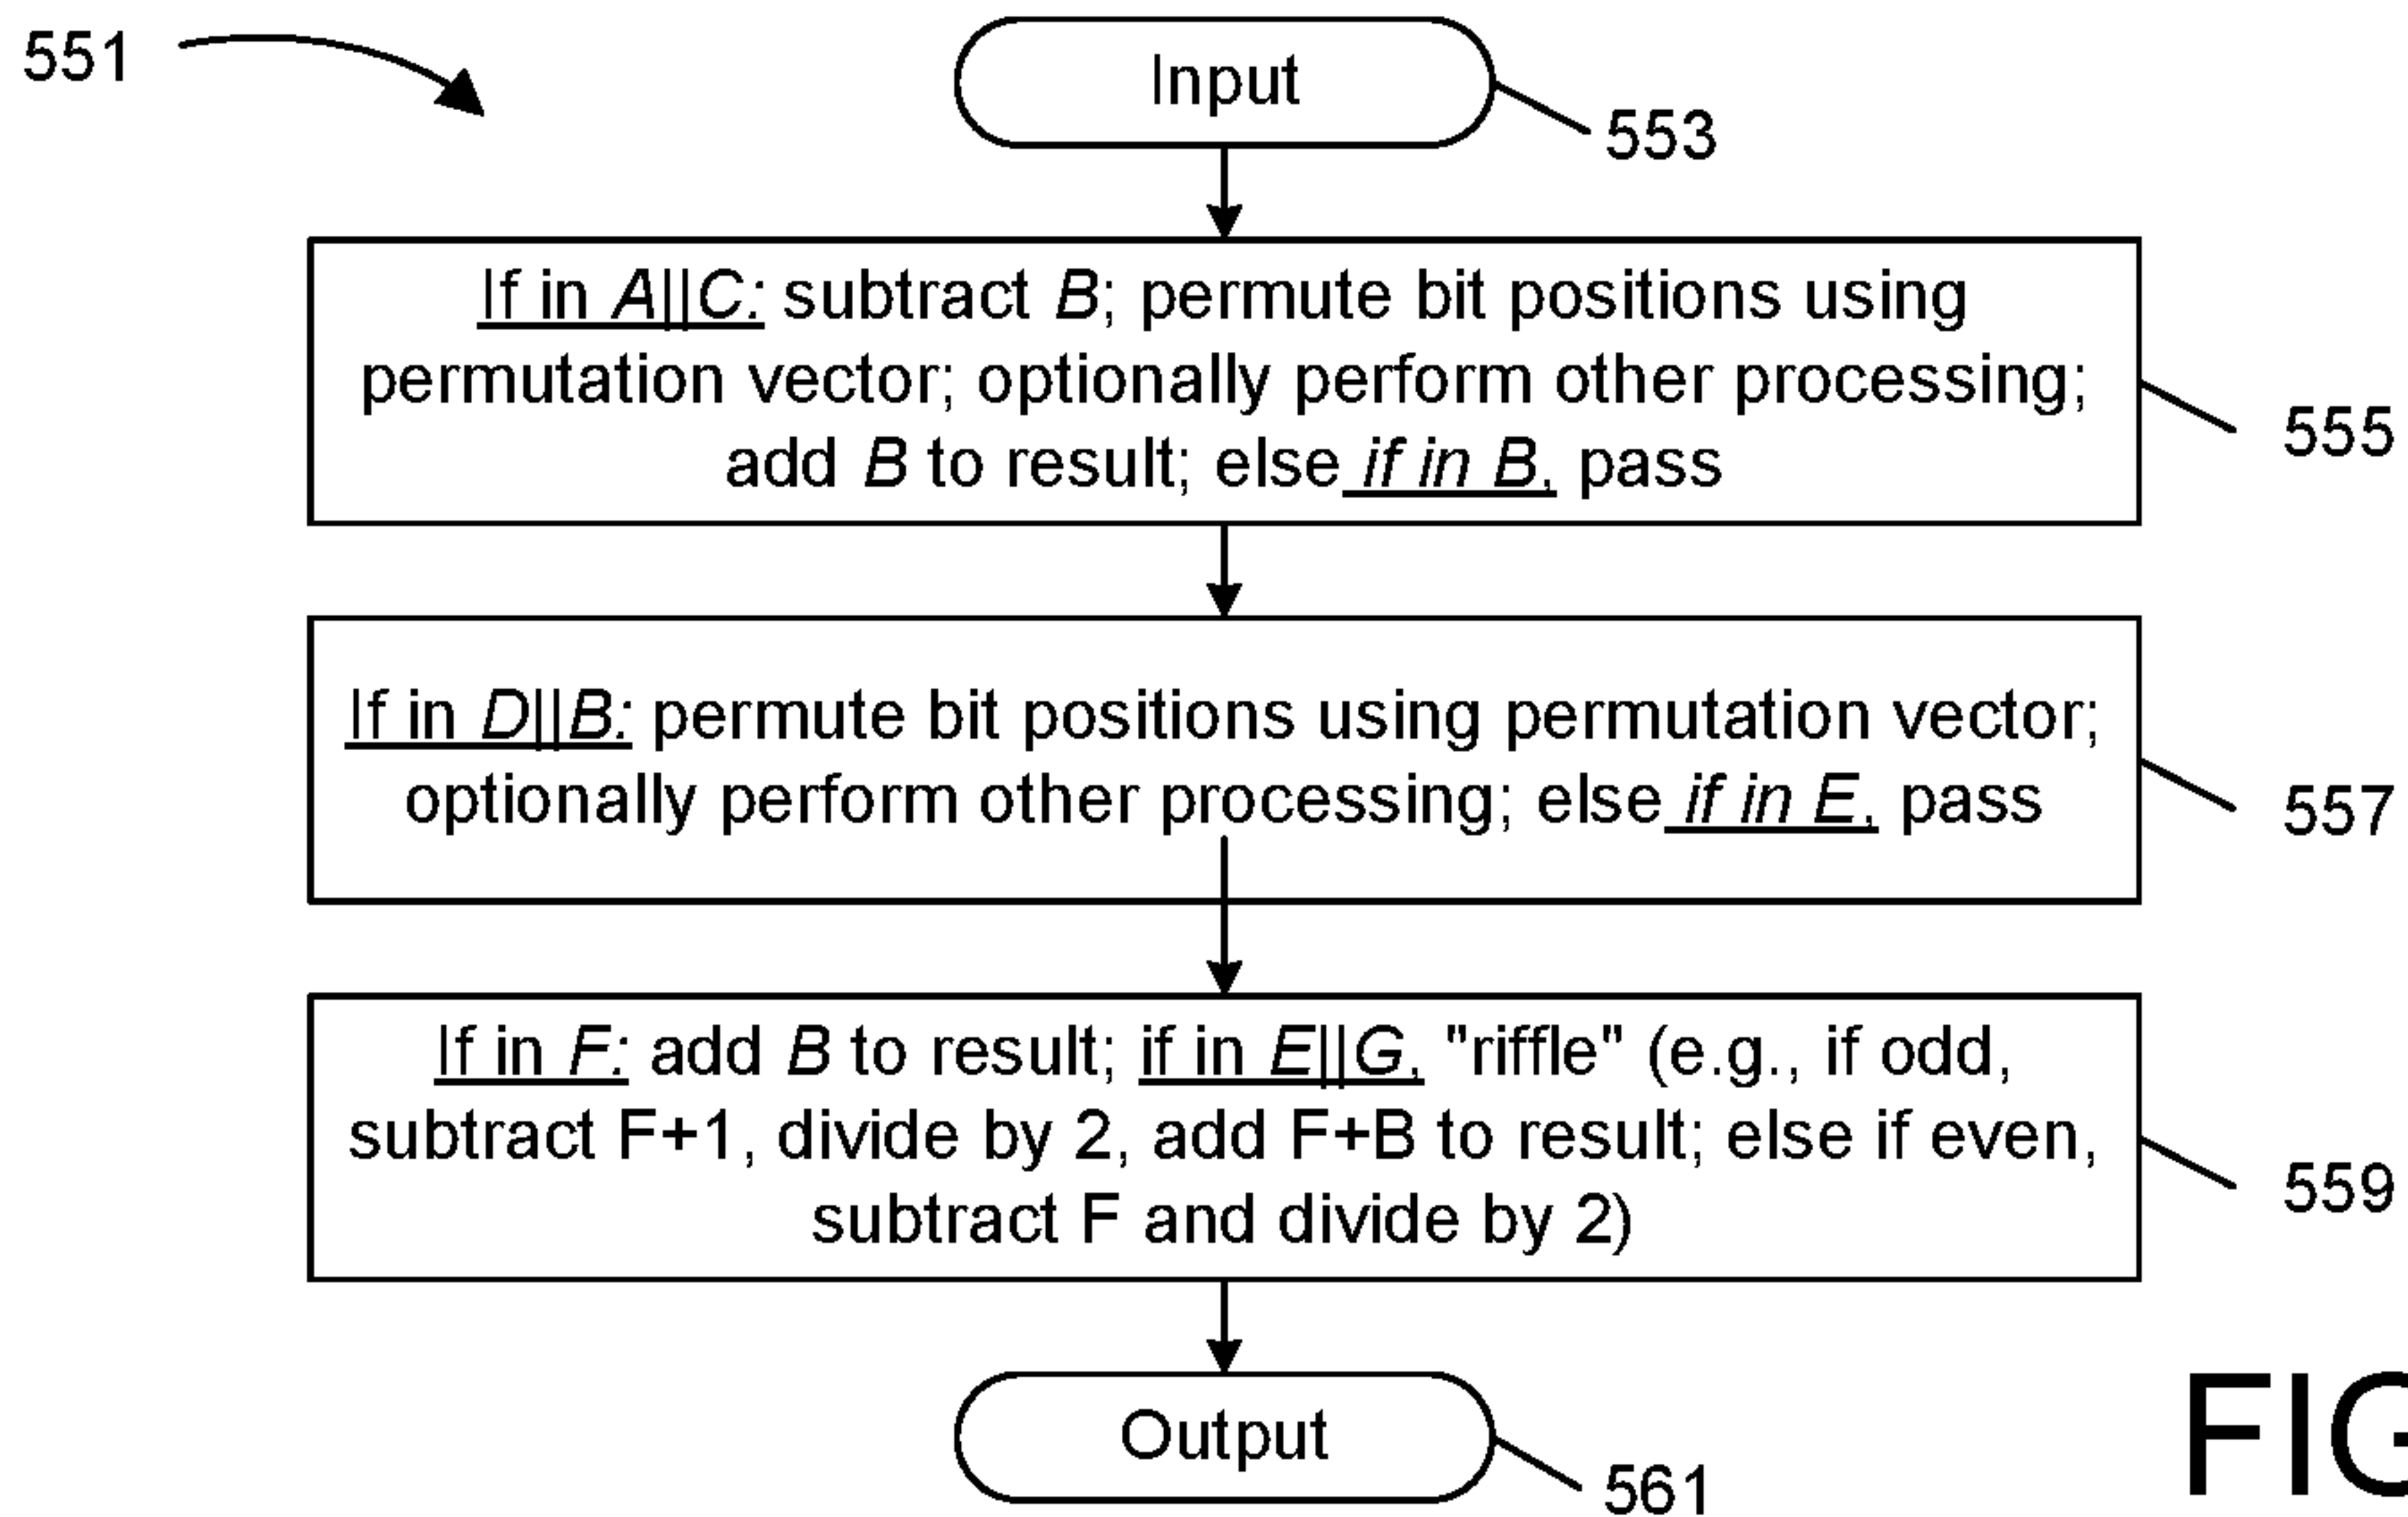 551
Input
553
If in A||C: subtract B; permute bit positions using
permutation vector; optionally perform other processing;
add B to result; else if in B, pass
555
If in D||B: permute bit positions using permutation vector;
optionally perform other processing; else if in E, pass
557
If in F: add B to result; if in E||G, "riffle" (e.g., if odd,
subtract F+1, divide by 2, add F+B to result; else if even,
subtract F and divide by 2)
559
Output
561